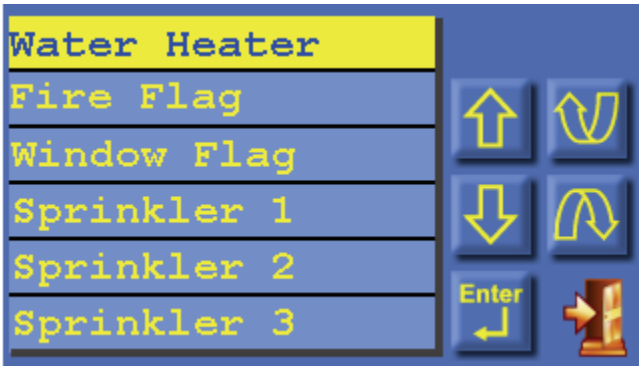 Water Heater
Fire Flag
Window Flag
Sprinkler 1
Sprinkler 2
Sprinkler 3
Enter